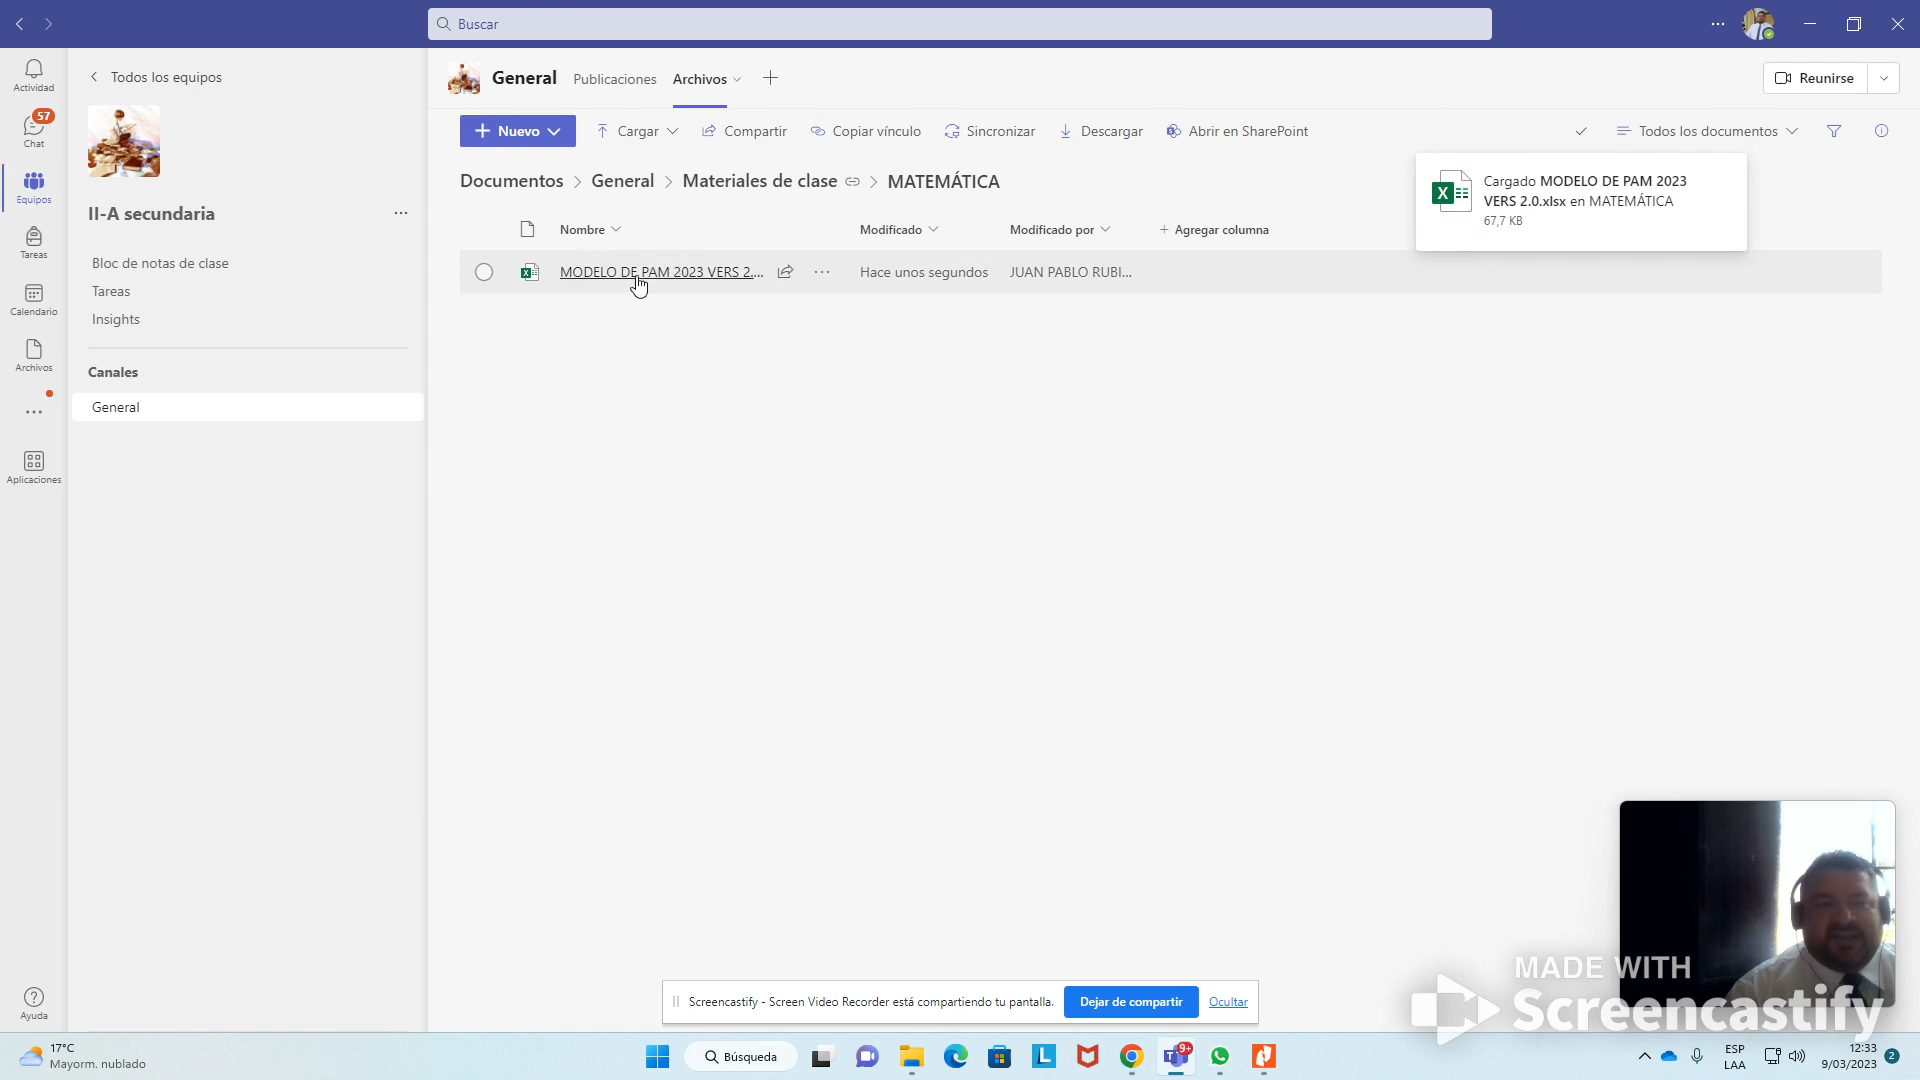 Buscar
Actividad
57
Chat
Equipos
Tareas
Calendario
Archivos
Aplicaciones
Ayuda
Todos los equipos
II-A secundaria
Bloc de notas de clase
Tareas
Insights
Canales
General
General
Publicaciones
Archivos
Reunirse
Nuevo
Cargar
Compartir
Copiar vínculo
Sincronizar
Descargar
Abrir en SharePoint
Todos los documentos
Documentos > General > Materiales de clase > MATEMÁTICA
Cargado MODELO DE PAM 2023
VERS 2.0.xlsx en MATEMÁTICA
67,7 KB
Nombre
Modificado
Modificado por
Agregar columna
MODELO DE PAM 2023 VERS 2....
Hace unos segundos
JUAN PABLO RUBI...
MADE WITH
Screencastify
Screencastify - Screen Video Recorder está compartiendo tu pantalla.
Dejar de compartir
Ocultar
17°C
Mayorm. nublado
Búsqueda
9+
ESP
LAA
12:33
9/03/2023
2